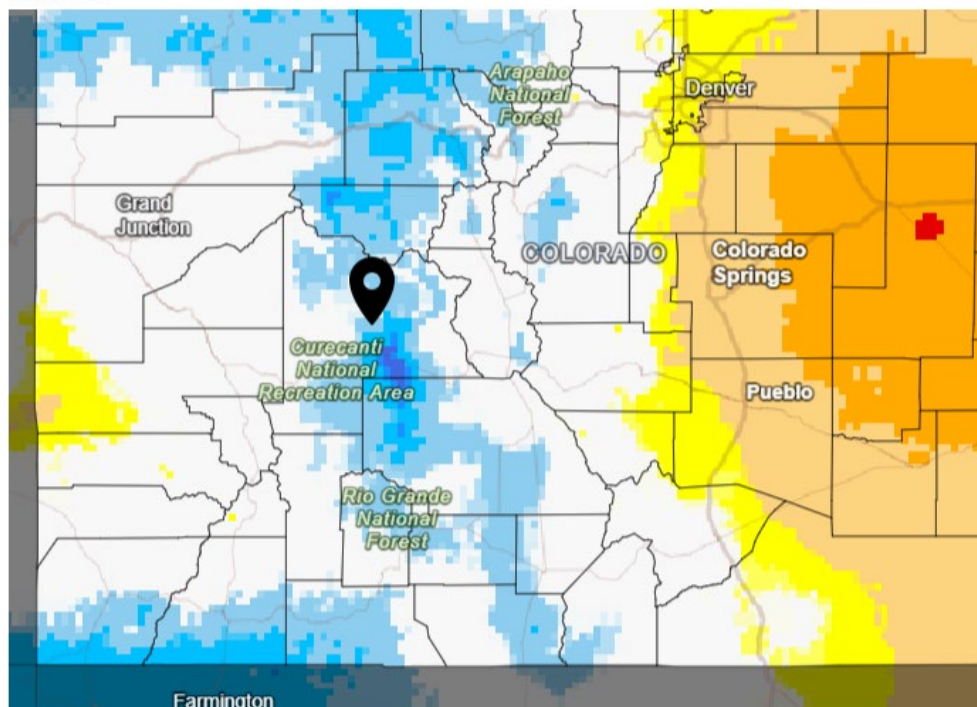 Arapaho
National
Forest
Denver
Grand
Junction
COLORADO
Colorado
Springs
Curecanti
National
Recreation Area
Pueblo
Rio Grande
National
Forest
Farmington